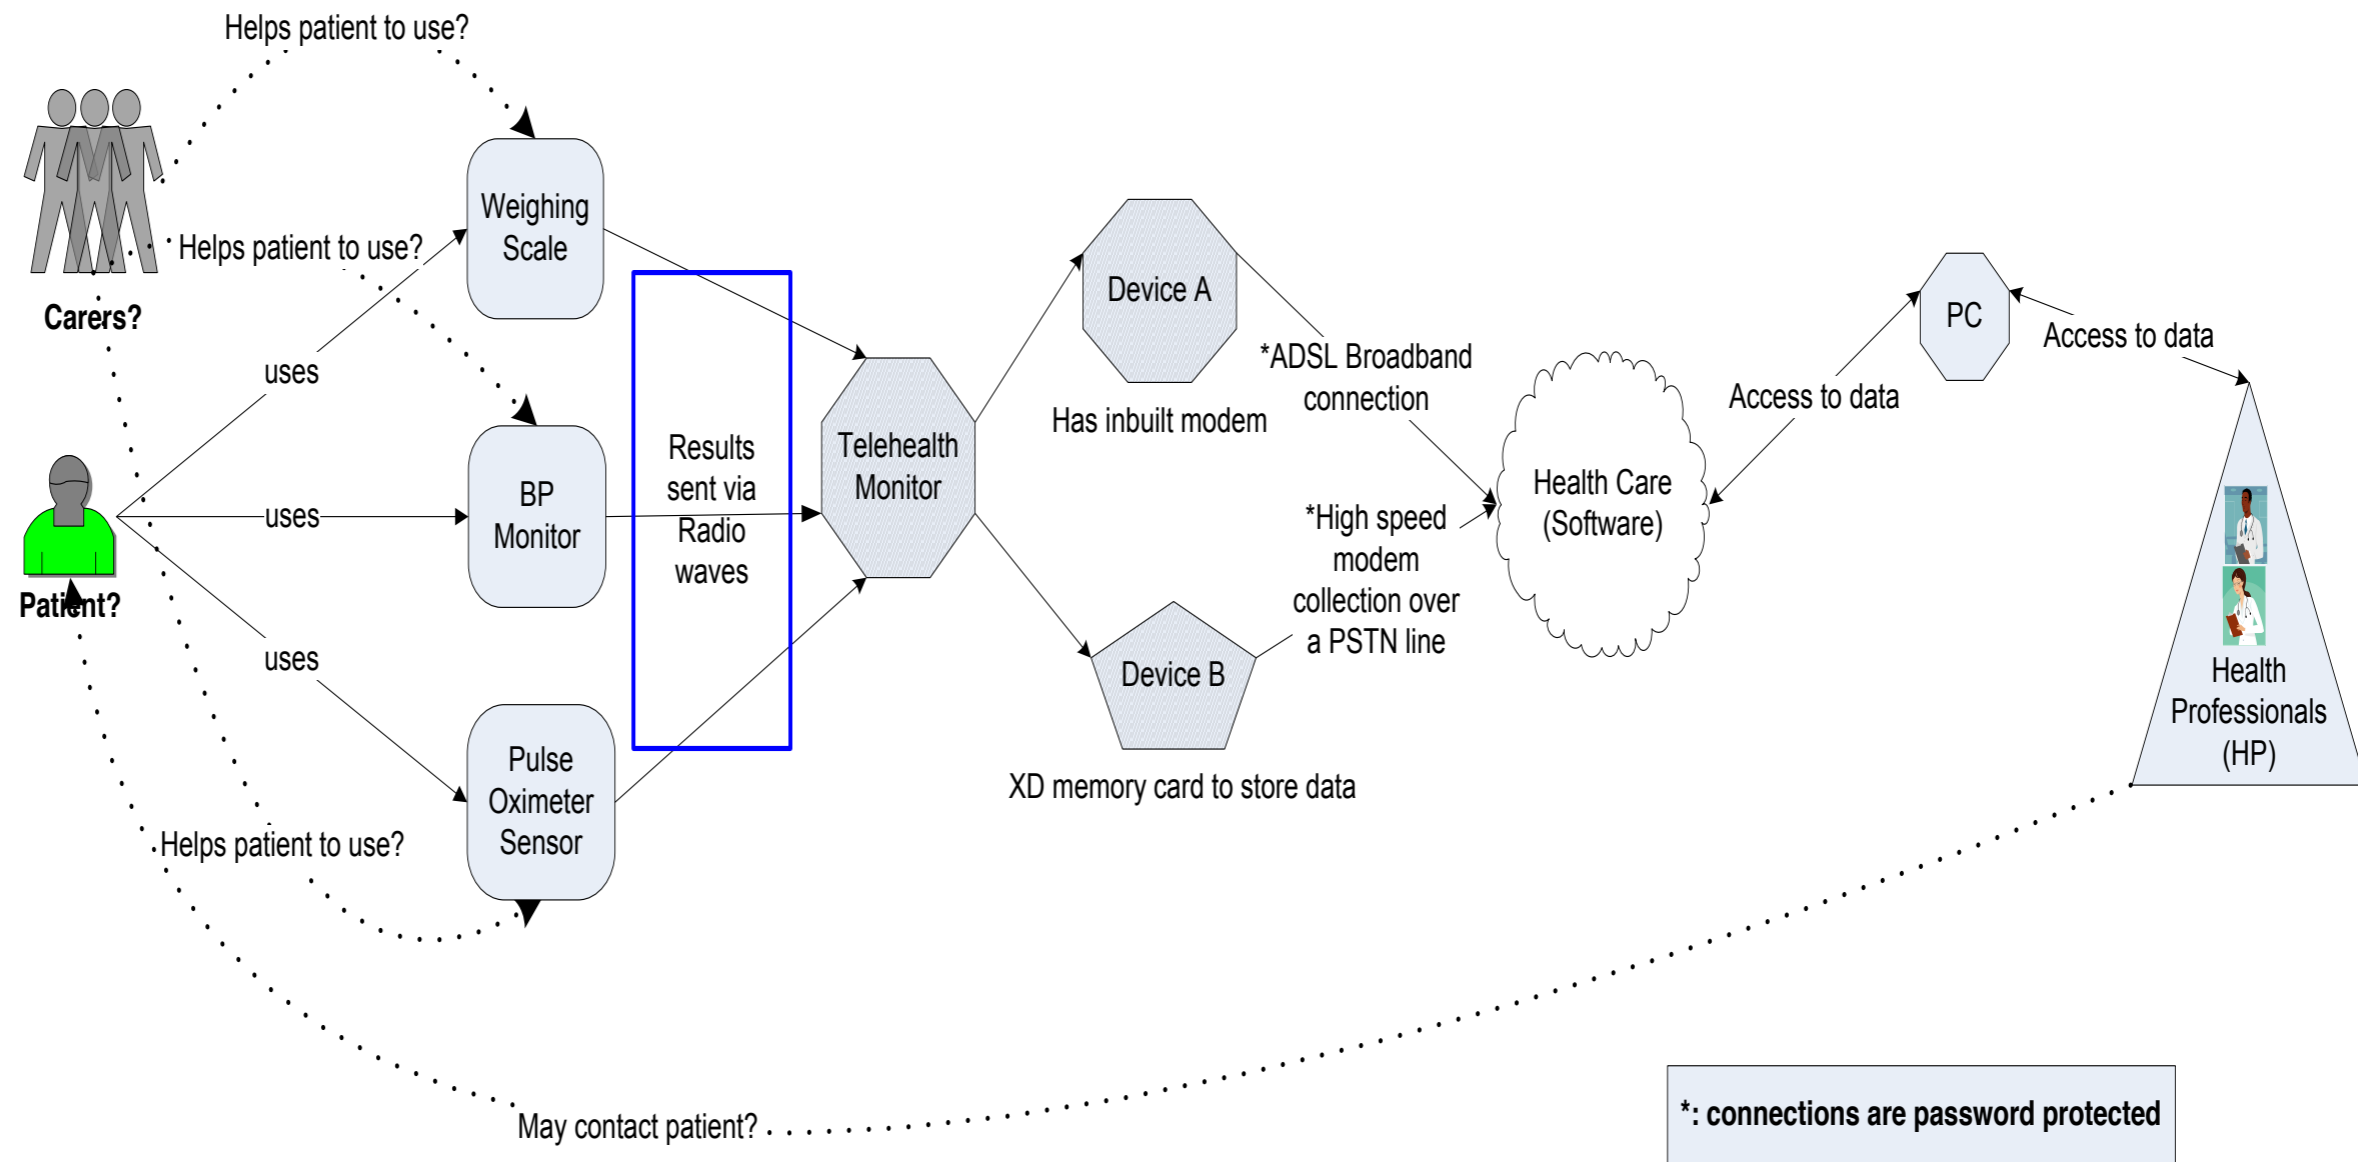 Helps patient to use?
Carers?
Helps patient to use?
uses
Weighing
Scale
Patient?
uses
BP
Monitor
uses
Pulse
Oximeter
Sensor
Helps patient to use?
Results
sent via
Radio
waves
Telehealth
Monitor
Device A
Has inbuilt modem
*ADSL Broadband
connection
Device B
XD memory card to store data
*High speed
modem
collection over
a PSTN line
Health Care
(Software)
Access to data
PC
Access to data
Health
Professionals
(HP)
May contact patient?
*: connections are password protected